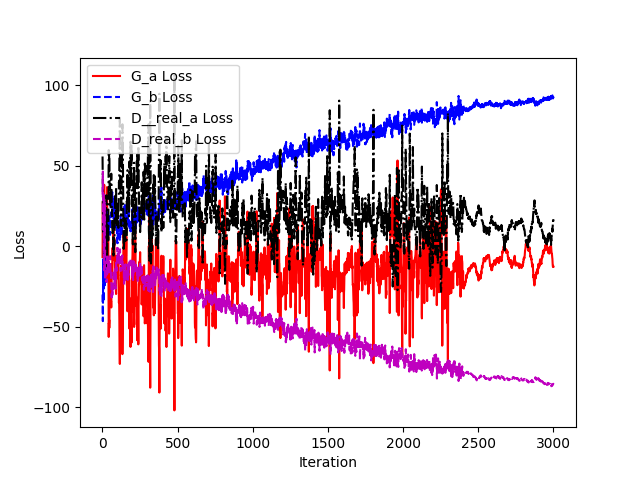 G_a Loss
G_b Loss
D__real_a Loss
D_real_b Loss
100
50
0
−50
−100
Loss
0 500 1000 1500 2000 2500 3000
Iteration